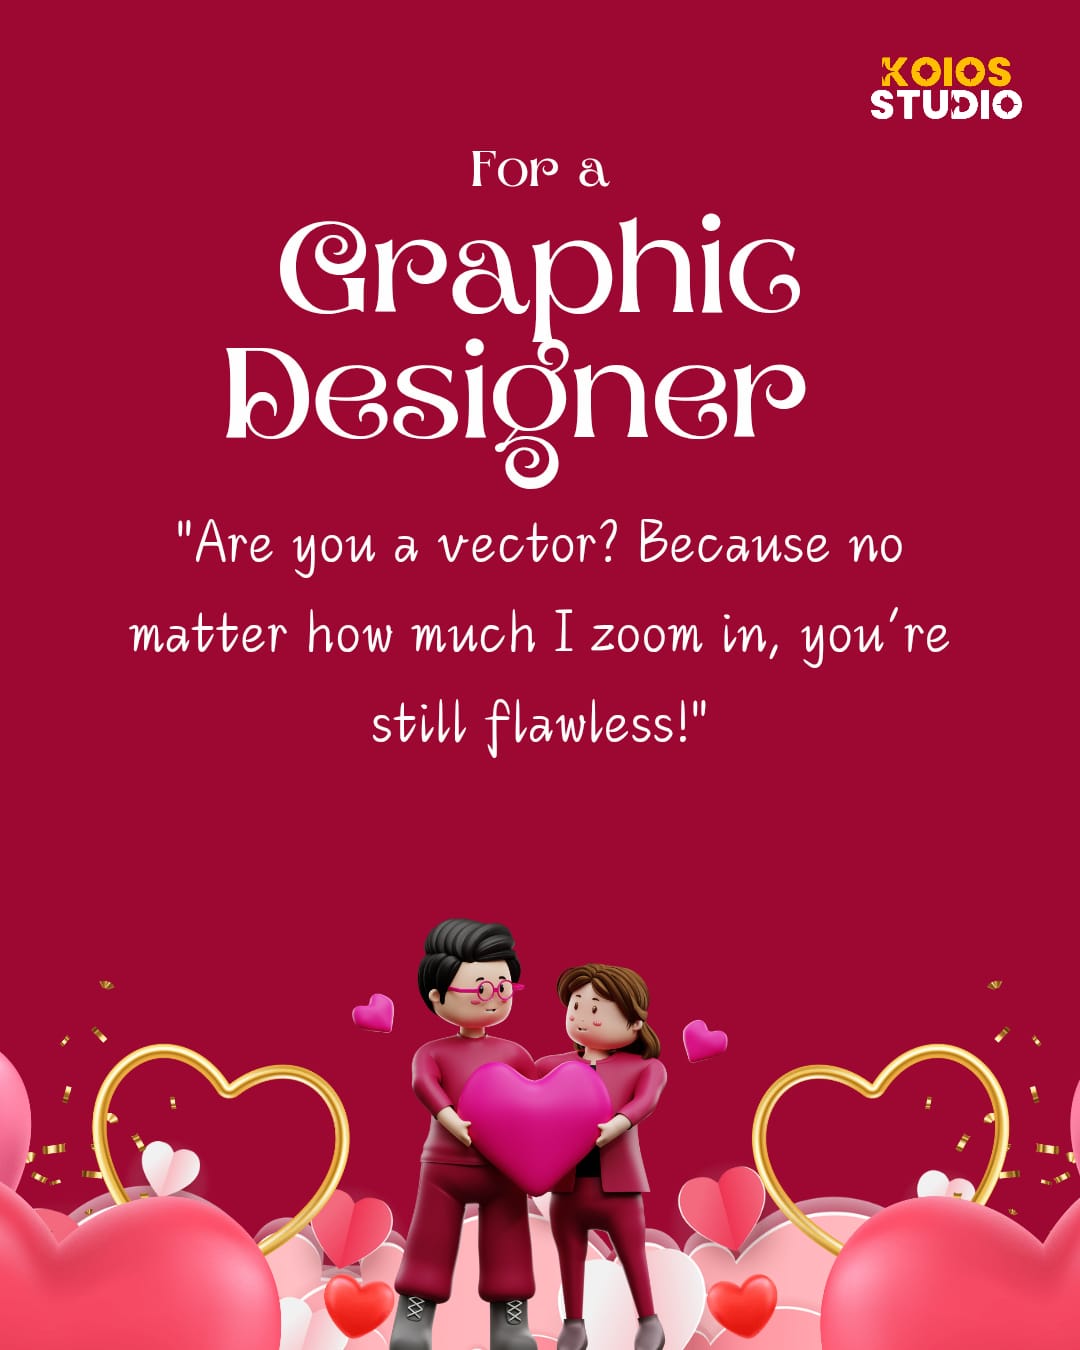 KOIOS
STUDIO
For a
Graphic
Designer
"Are you a vector? Because no
matter how much I zoom in, you’re
still flawless!"